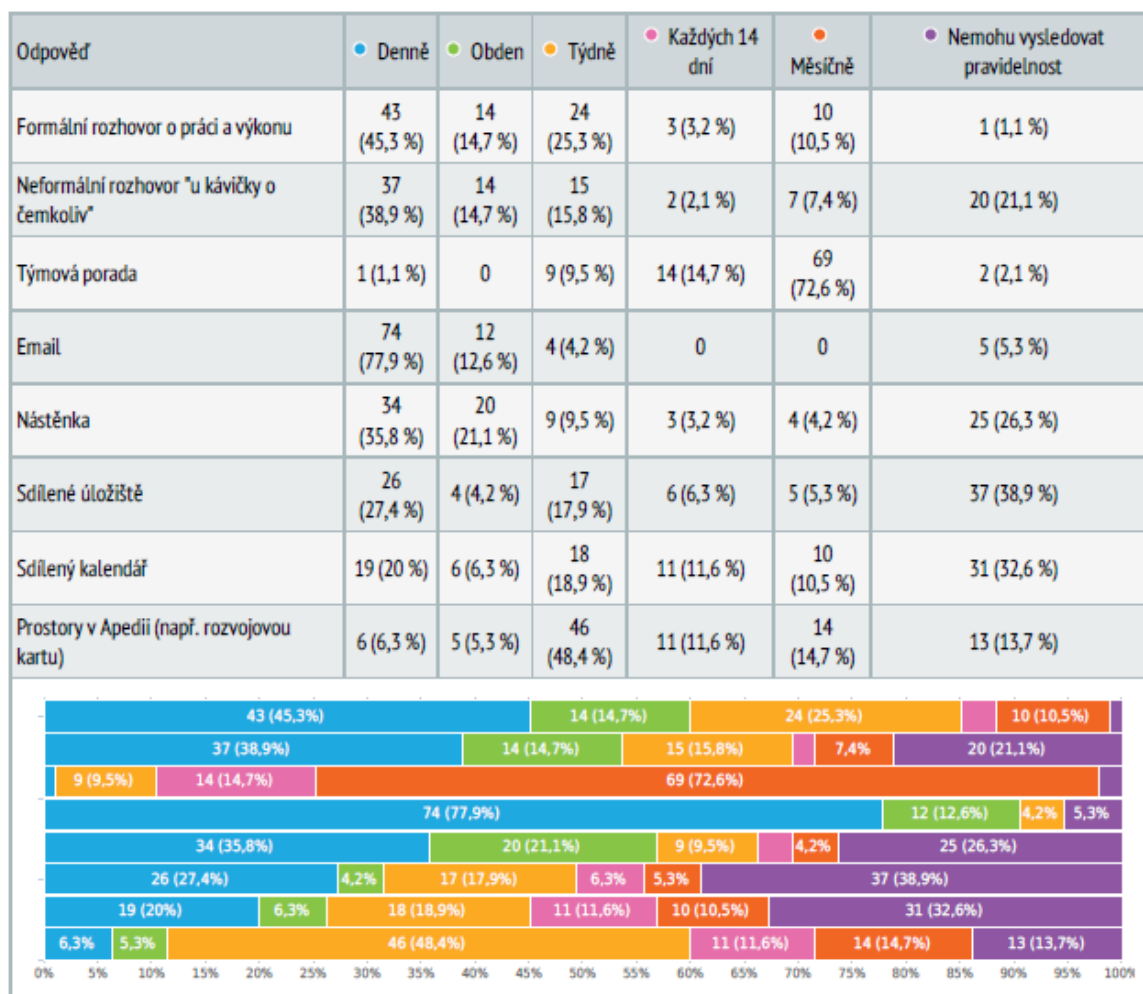 Odpověď
Denně
Obden
Týdně
Každých 14
dní
Měsíčně
Nemohu vysledovat
pravidelnost
Formální rozhovor o práci a výkonu
43
(45,3 %)
14
(14,7 %)
24
(25,3 %)
3 (3,2 %)
10
(10,5 %)
1 (1,1 %)
Neformální rozhovor "u kávičky o
čemkoliv"
37
(38,9 %)
14
(14,7 %)
15
(15,8 %)
2 (2,1 %)
7 (7,4 %)
20 (21,1 %)
Týmová porada
1 (1,1 %)
0
9 (9,5 %)
14 (14,7 %)
69
(72,6 %)
2 (2,1 %)
Email
74
(77,9 %)
12
(12,6 %)
4 (4,2 %)
0
0
5 (5,3 %)
Nástěnka
34
(35,8 %)
20
(21,1 %)
9 (9,5 %)
3 (3,2 %)
4 (4,2 %)
25 (26,3 %)
Sdílené úložiště
26
(27,4 %)
4 (4,2 %)
17
(17,9 %)
6 (6,3 %)
5 (5,3 %)
37 (38,9 %)
Sdílený kalendář
19 (20 %)
6 (6,3 %)
18
(18,9 %)
11 (11,6 %)
10
(10,5 %)
31 (32,6 %)
Prostory v Apedii (např. rozvojovou
kartu)
6 (6,3 %)
5 (5,3 %)
46
(48,4 %)
11 (11,6 %)
14
(14,7 %)
13 (13,7 %)
43 (45,3%) 14 (14,7%) 24 (25,3%) 10 (10,5%)
37 (38,9%) 14 (14,7%) 15 (15,8%) 7,4% 20 (21,1%)
9 (9,5%) 14 (14,7%) 69 (72,6%)
74 (77,9%) 12 (12,6%) 4,2% 5,3%
34 (35,8%) 20 (21,1%) 9 (9,5%) 4,2% 25 (26,3%)
26 (27,4%) 4,2% 17 (17,9%) 6,3% 5,3% 37 (38,9%)
19 (20%) 6,3% 18 (18,9%) 11 (11,6%) 10 (10,5%) 31 (32,6%)
6,3% 5,3% 46 (48,4%) 11 (11,6%) 14 (14,7%) 13 (13,7%)
0% 5% 10% 15% 20% 25% 30% 35% 40% 45% 50% 55% 60% 65% 70% 75% 80% 85% 90% 95% 100%